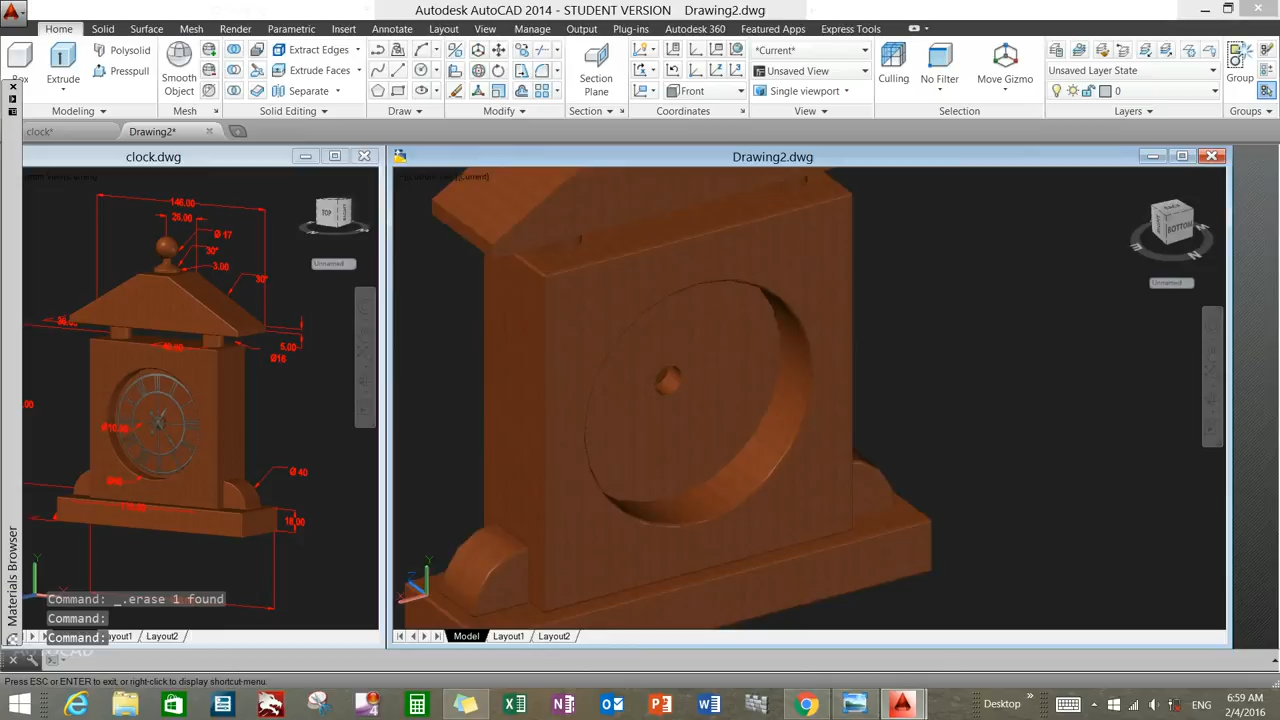 Autodesk AutoCAD 2014 - STUDENT VERSION Drawing2.dwg
Home Solid Surface Mesh Render Parametric Insert Annotate Layout View Manage Output Plug-ins Autodesk 360 Featured Apps Express Tools
Box
Extrude
Polysolid
Presspull
Smooth
Object
Extract Edges
Extrude Faces
Separate
Section
Plane
*Current*
Unsaved View
Front
Single viewport
Culling
No Filter
Move Gizmo
Unsaved Layer State
0
Group
Modeling
Mesh
Solid Editing
Draw
Modify
Section
Coordinates
View
Selection
Layers
Groups
clock*
Drawing2*
clock.dwg
Drawing2.dwg
TOP
Unnamed
146.00
26.00
Ø 17
30°
3.00
30°
5.00
Ø16
Ø 40
18.00
BACK
BOTTOM
N
Unnamed
Y
Y
Materials Browser
Command: _.erase 1 found
Command:
Command:
Layout2
Model
Layout1
Layout2
Press ESC or ENTER to exit, or right-click to display shortcut-menu.
Desktop
ENG
6:59 AM
2/4/2016